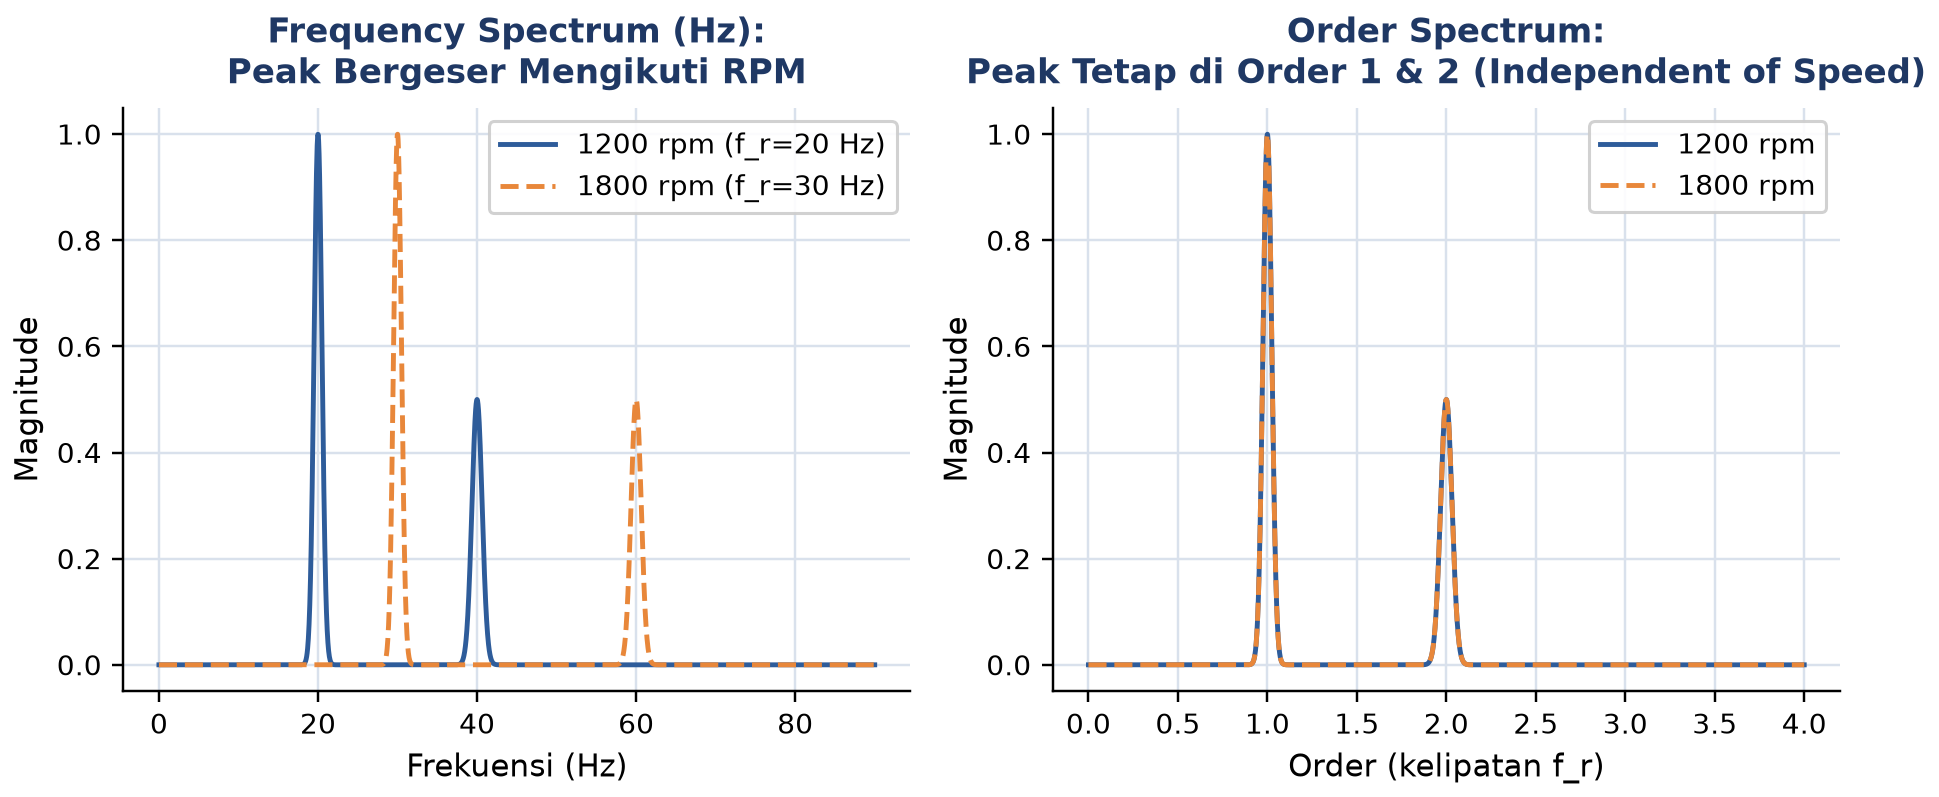 Frequency Spectrum (Hz):
Peak Bergeser Mengikuti RPM
1200 rpm (f_r=20 Hz)
1800 rpm (f_r=30 Hz)
Magnitude
1.0
0.8
0.6
0.4
0.2
0.0
0 20 40 60 80
Frekuensi (Hz)
Order Spectrum:
Peak Tetap di Order 1 & 2 (Independent of Speed)
1200 rpm
1800 rpm
Magnitude
1.0
0.8
0.6
0.4
0.2
0.0
0.0 0.5 1.0 1.5 2.0 2.5 3.0 3.5 4.0
Order (kelipatan f_r)